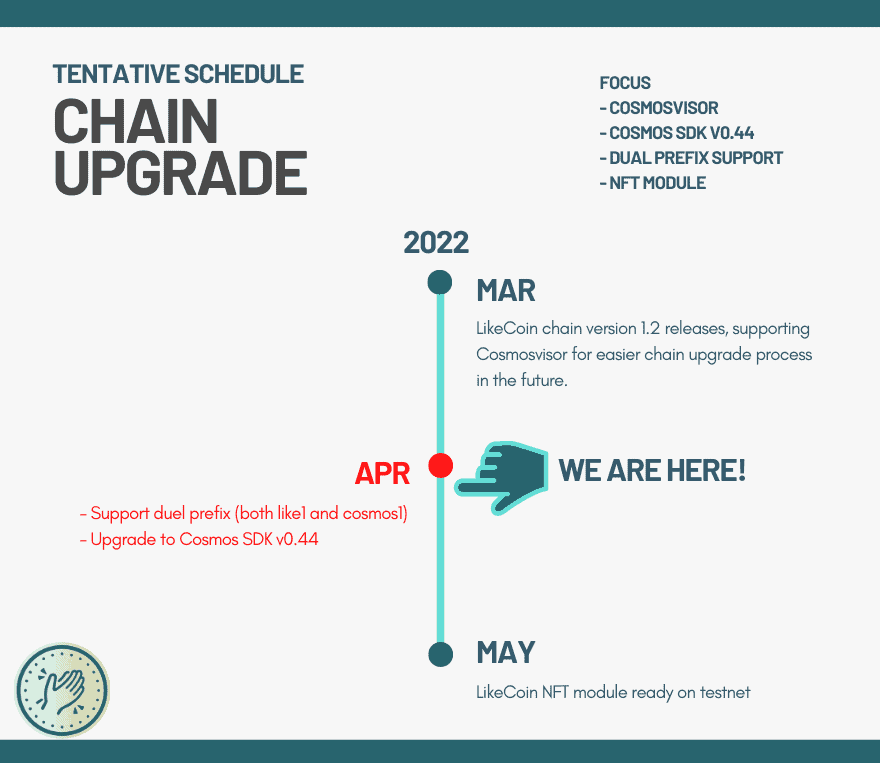 TENTATIVE SCHEDULE
CHAIN
UPGRADE
FOCUS
- COSMOSVISOR
- COSMOS SDK V0.44
- DUAL PREFIX SUPPORT
- NFT MODULE
2022
MAR
LikeCoin chain version 1.2 releases, supporting
Cosmosvisor for easier chain upgrade process
in the future.
APR
WE ARE HERE!
- Support duel prefix (both like1 and cosmos1)
- Upgrade to Cosmos SDK v0.44
MAY
LikeCoin NFT module ready on testnet